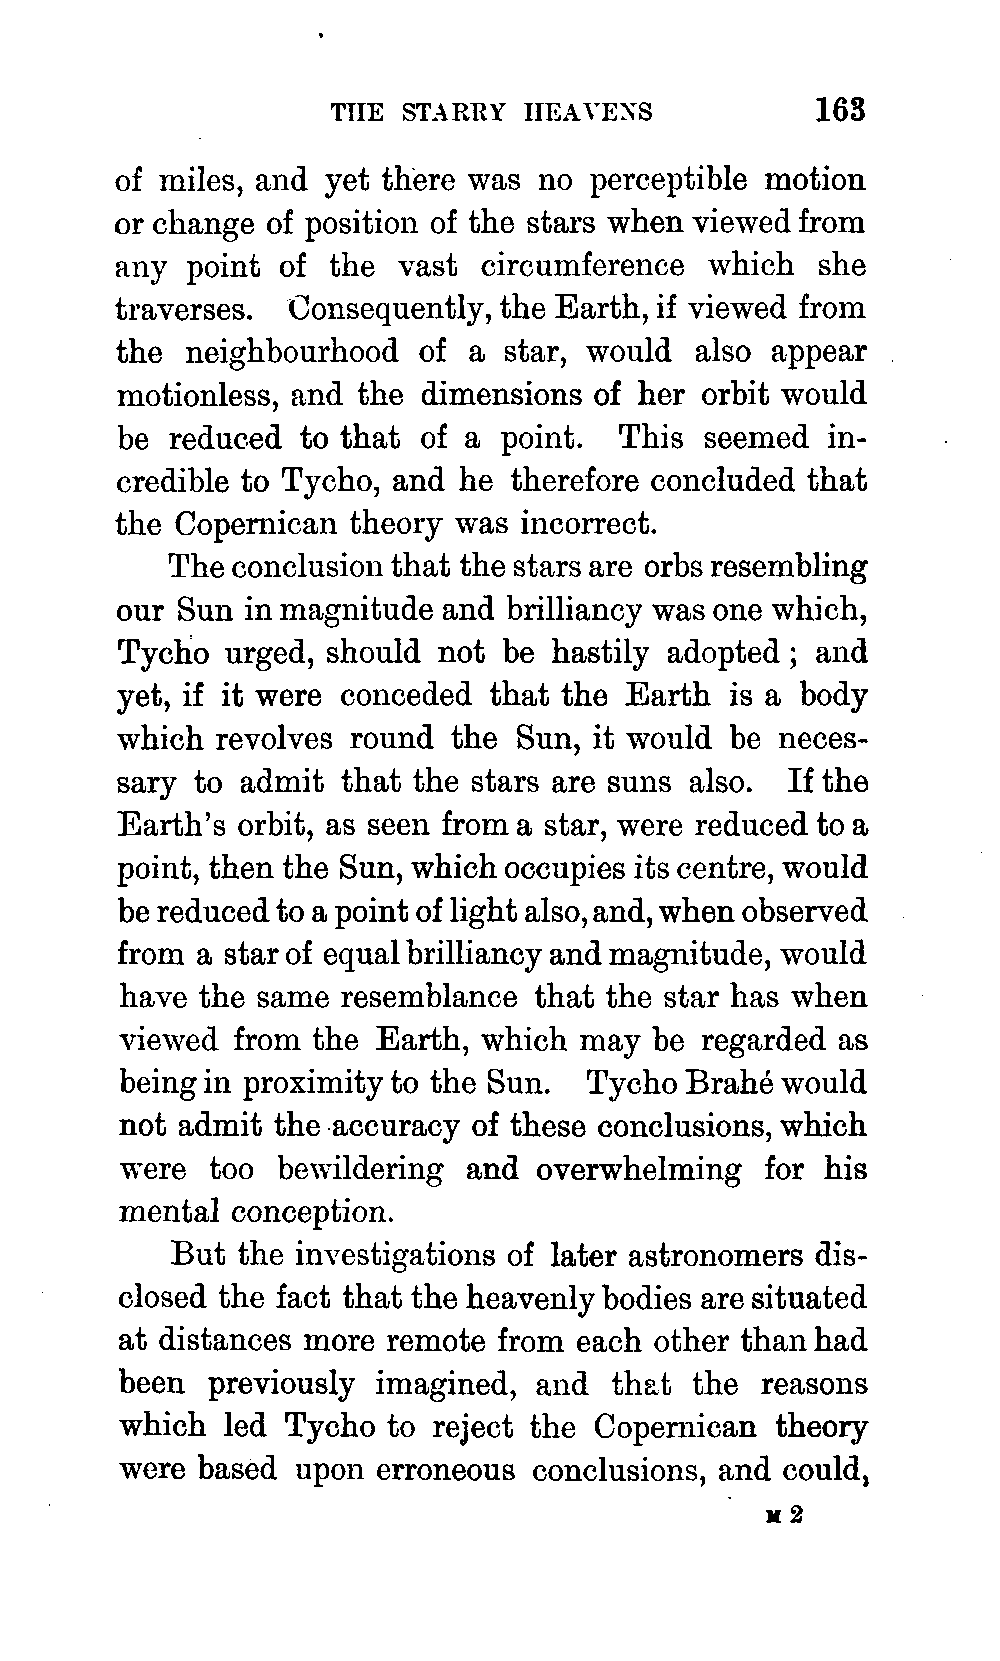 THE STARRY HEAVENS 163
of miles, and yet there was no perceptible motion
or change of position of the stars when viewed from
any point of the vast circumference which she
traverses. Consequently, the Earth, if viewed from
the neighbourhood of a star, would also appear
motionless, and the dimensions of her orbit would
be reduced to that of a point. This seemed in-
credible to Tycho, and he therefore concluded that
the Copernican theory was incorrect.
The conclusion that the stars are orbs resembling
our Sun in magnitude and brilliancy was one which,
Tycho urged, should not be hastily adopted ; and
yet, if it were conceded that the Earth is a body
which revolves round the Sun, it would be neces-
sary to admit that the stars are suns also. If the
Earth's orbit, as seen from a star, were reduced to a
point, then the Sun, which occupies its centre, would
be reduced to a point of light also, and, when observed
from a star of equal brilliancy and magnitude, would
have the same resemblance that the star has when
viewed from the Earth, which may be regarded as
being in proximity to the Sun. Tycho Brahé would
not admit the accuracy of these conclusions, which
were too bewildering and overwhelming for his
mental conception.
But the investigations of later astronomers dis-
closed the fact that the heavenly bodies are situated
at distances more remote from each other than had
been previously imagined, and that the reasons
which led Tycho to reject the Copernican theory
were based upon erroneous conclusions, and could,
M 2